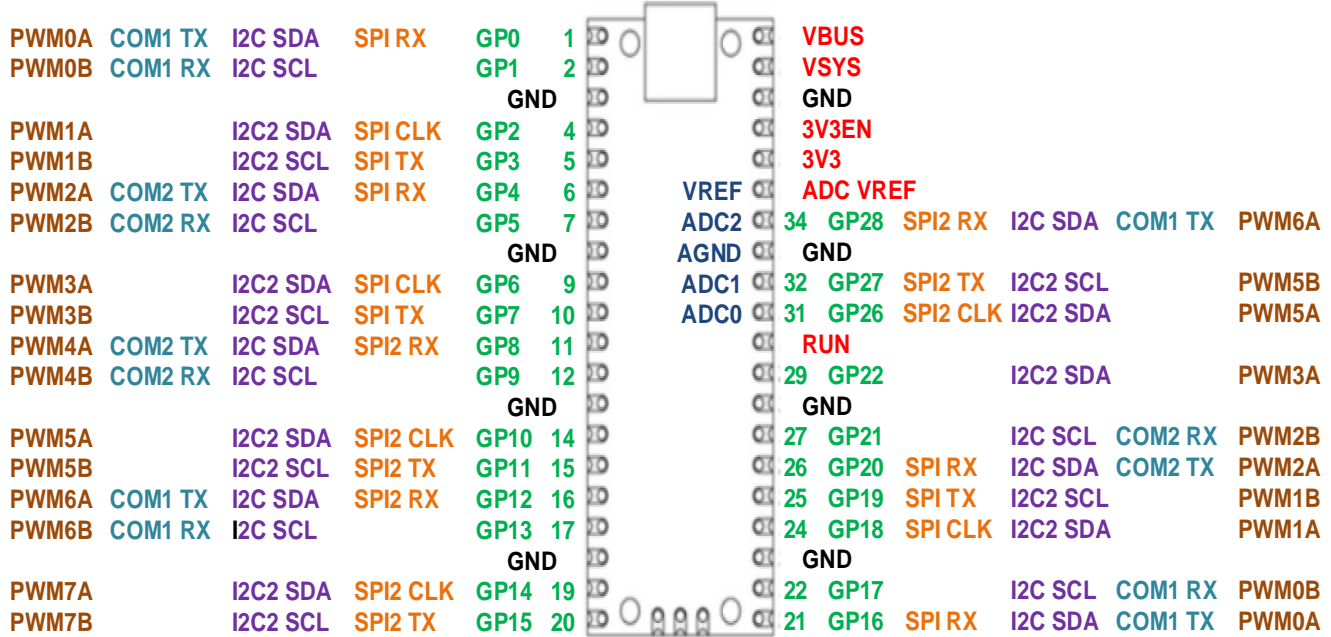 PWM0A COM1 TX I2C SDA SPI RX GP0 1 VBUS
PWM0B COM1 RX I2C SCL GP1 2 VSYS
GND GND
PWM1A I2C2 SDA SPI CLK GP2 4 3V3EN
PWM1B I2C2 SCL SPI TX GP3 5 3V3
PWM2A COM2 TX I2C SDA SPI RX GP4 6 VREF ADC VREF
PWM2B COM2 RX I2C SCL GP5 7 ADC2 34 GP28 SPI2 RX I2C SDA COM1 TX PWM6A
GND AGND GND
PWM3A I2C2 SDA SPI CLK GP6 9 ADC1 32 GP27 SPI2 TX I2C2 SCL PWM5B
PWM3B I2C2 SCL SPI TX GP7 10 ADC0 31 GP26 SPI2 CLK I2C2 SDA PWM5A
PWM4A COM2 TX I2C SDA SPI2 RX GP8 11 RUN
PWM4B COM2 RX I2C SCL GP9 12 29 GP22 I2C2 SDA PWM3A
GND GND
PWM5A I2C2 SDA SPI2 CLK GP10 14 27 GP21 I2C SCL COM2 RX PWM2B
PWM5B I2C2 SCL SPI2 TX GP11 15 26 GP20 SPI RX I2C SDA COM2 TX PWM2A
PWM6A COM1 TX I2C SDA SPI2 RX GP12 16 25 GP19 SPI TX I2C2 SCL PWM1B
PWM6B COM1 RX I2C SCL GP13 17 24 GP18 SPI CLK I2C2 SDA PWM1A
GND GND
PWM7A I2C2 SDA SPI2 CLK GP14 19 22 GP17 I2C SCL COM1 RX PWM0B
PWM7B I2C2 SCL SPI2 TX GP15 20 21 GP16 SPI RX I2C SDA COM1 TX PWM0A